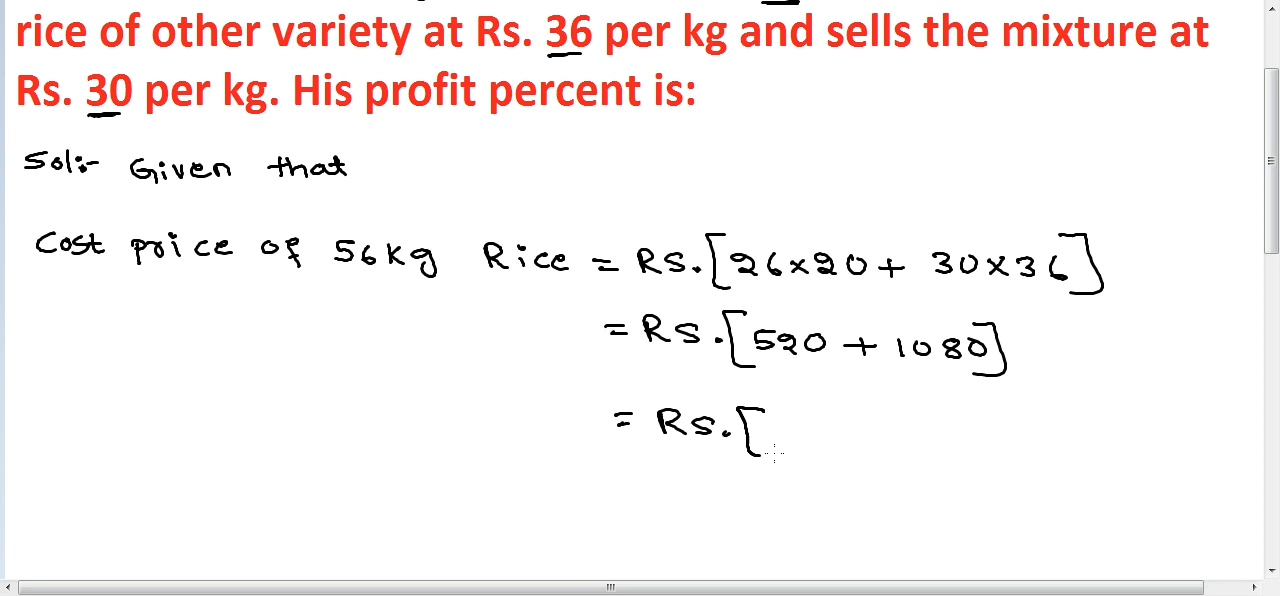 rice of other variety at Rs. 36 per kg and sells the mixture at
Rs. 30 per kg. His profit percent is:
Sol:- Given that
Cost price of 56Kg Rice = RS.[26×20+ 30×36]
= RS.[520 + 1080]
= RS.[